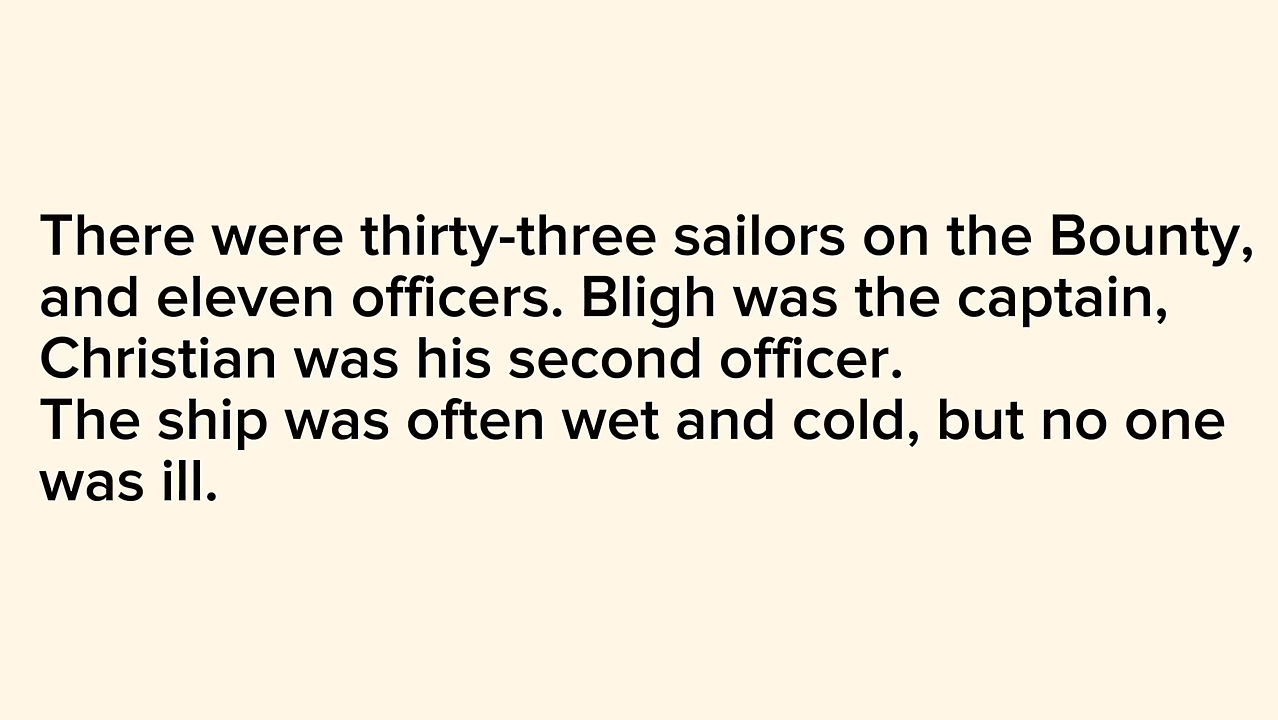 There were thirty-three sailors on the Bounty,
and eleven officers. Bligh was the captain,
Christian was his second officer.
The ship was often wet and cold, but no one
was ill.